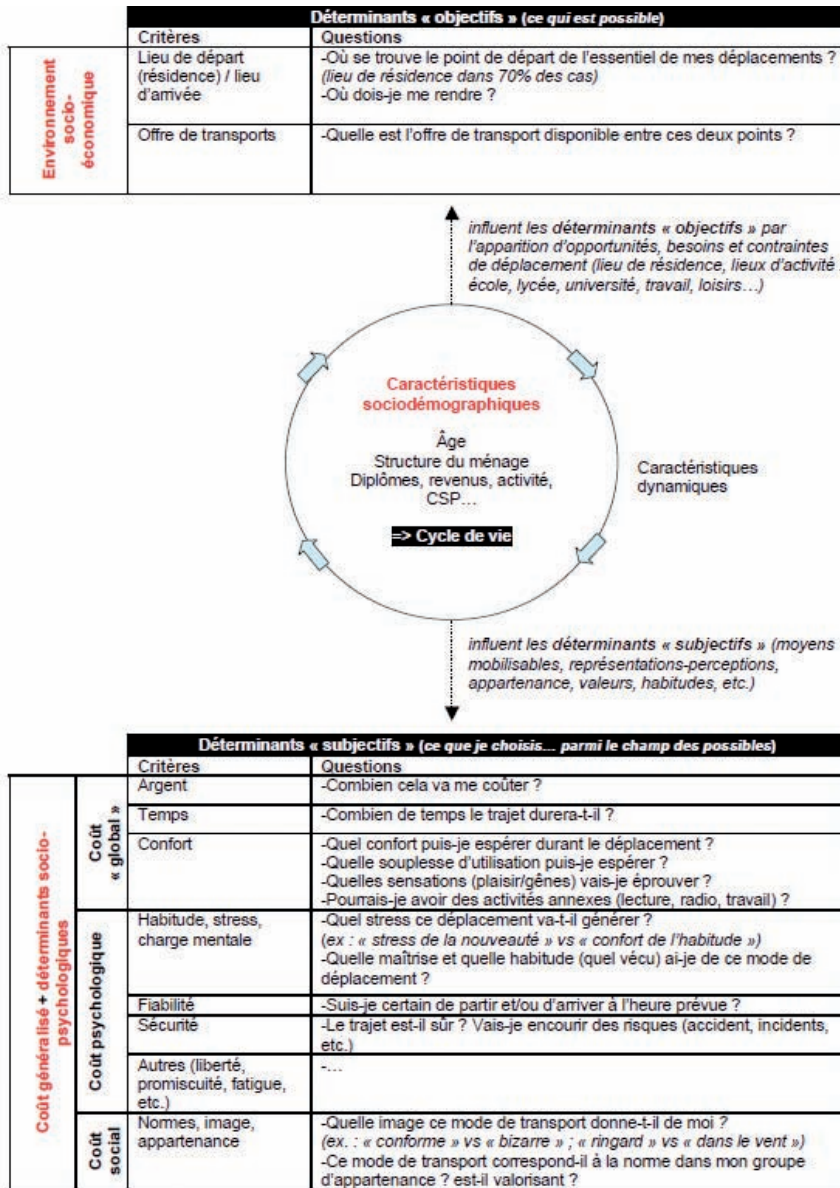 Déterminants « objectifs » (ce qui est possible)
Critères
Questions
Environnement
socio-
économique
Lieu de départ
(résidence) / lieu
d'arrivée
-Où se trouve le point de départ de l'essentiel de mes déplacements ?
(lieu de résidence dans 70% des cas)
-Où dois-je me rendre ?
Offre de transports
-Quelle est l'offre de transport disponible entre ces deux points ?
influent les déterminants « objectifs » par
l'apparition d'opportunités, besoins et contraintes
de déplacement (lieu de résidence, lieux d'activité :
école, lycée, université, travail, loisirs…)
Caractéristiques
sociodémographiques
Âge
Structure du ménage
Diplômes, revenus, activité,
CSP…
=> Cycle de vie
Caractéristiques
dynamiques
influent les déterminants « subjectifs » (moyens
mobilisables, représentations-perceptions,
appartenance, valeurs, habitudes, etc.)
Déterminants « subjectifs » (ce que je choisis... parmi le champ des possibles)
Critères
Questions
Coût généralisé + déterminants socio-
psychologiques
Coût
« global »
Argent
-Combien cela va me coûter ?
Temps
-Combien de temps le trajet durera-t-il ?
Confort
-Quel confort puis-je espérer durant le déplacement ?
-Quelle souplesse d'utilisation puis-je espérer ?
-Quelles sensations (plaisir/gênes) vais-je éprouver ?
-Pourrais-je avoir des activités annexes (lecture, radio, travail) ?
Coût psychologique
Habitude, stress,
charge mentale
-Quel stress ce déplacement va-t-il générer ?
(ex : « stress de la nouveauté » vs « confort de l'habitude »)
-Quelle maîtrise et quelle habitude (quel vécu) ai-je de ce mode de
déplacement ?
Fiabilité
-Suis-je certain de partir et/ou d'arriver à l'heure prévue ?
Sécurité
-Le trajet est-il sûr ? Vais-je encourir des risques (accident, incidents,
etc.)
Autres (liberté,
promiscuité, fatigue,
etc.)
-…
Coût
social
Normes, image,
appartenance
-Quelle image ce mode de transport donne-t-il de moi ?
(ex. : « conforme » vs « bizarre » ; « ringard » vs « dans le vent »)
-Ce mode de transport correspond-il à la norme dans mon groupe
d'appartenance ? est-il valorisant ?